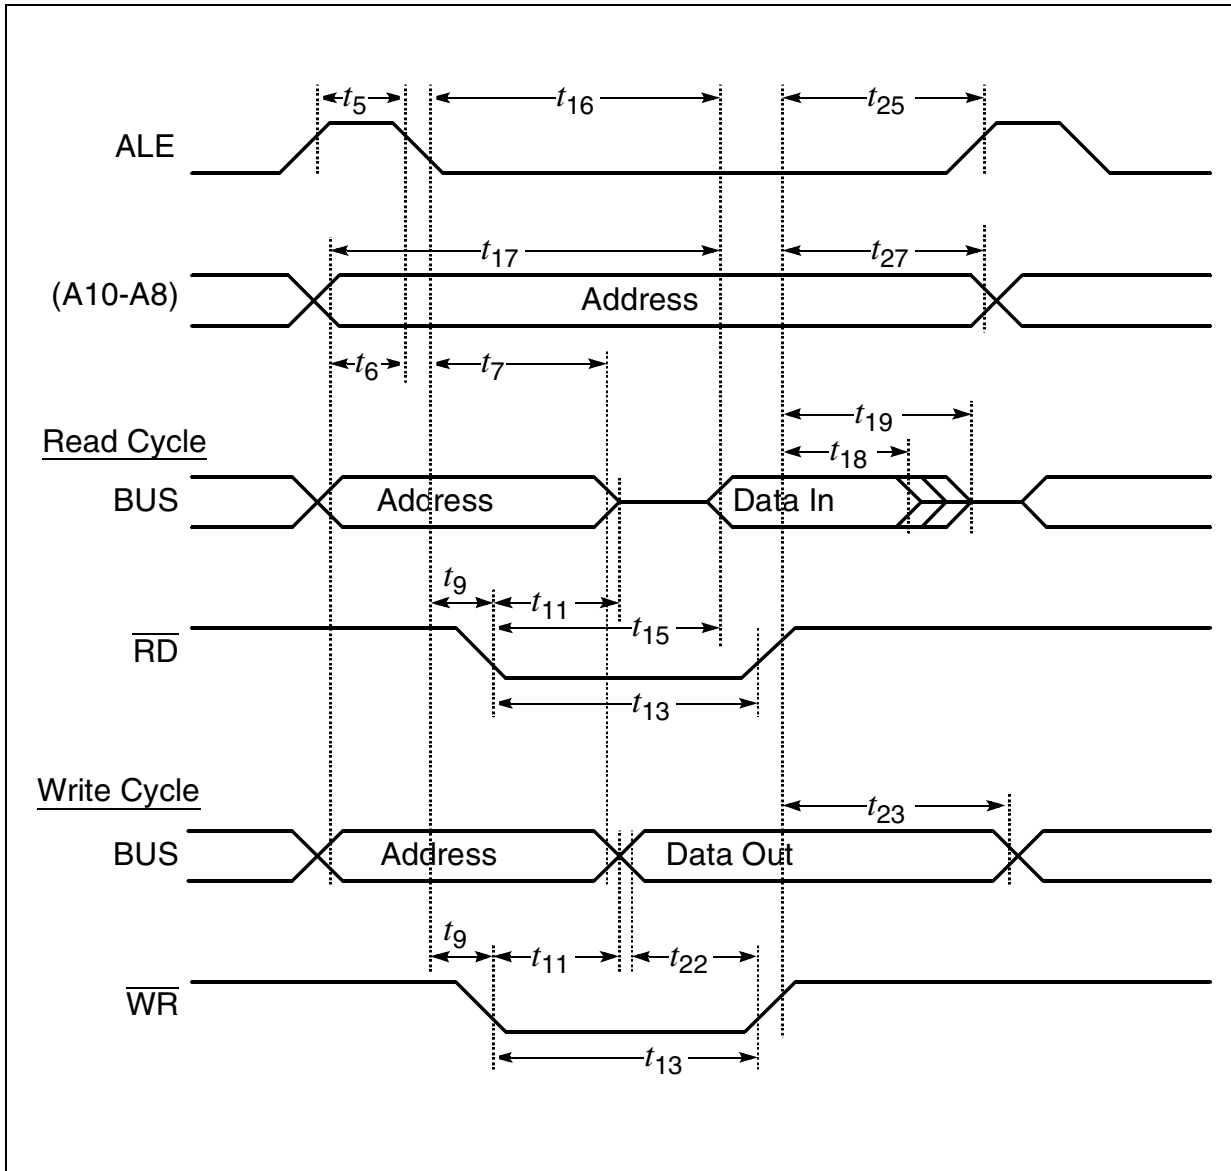 t5
t16
t25
ALE
t17
t27
(A10-A8)
Address
t6
t7
t19
Read Cycle
t18
BUS
Address
Data In
t9
t11
t15
RD
t13
Write Cycle
t23
BUS
Address
Data Out
t9
t11
t22
WR
t13